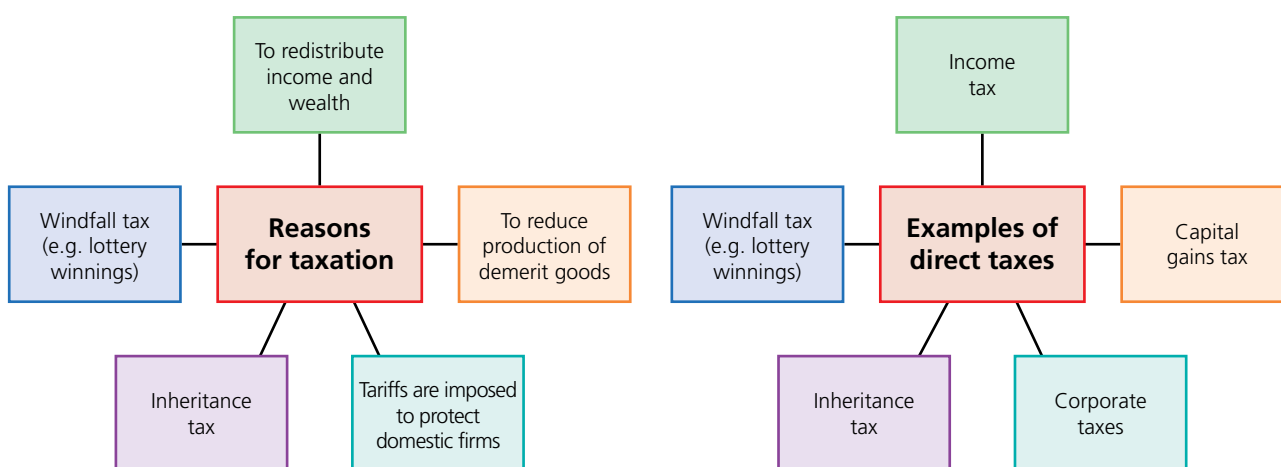 To redistribute
income and
wealth
Windfall tax
(e.g. lottery
winnings)
Reasons
for taxation
To reduce
production of
demerit goods
Inheritance
tax
Tariffs are imposed
to protect
domestic firms
Income
tax
Windfall tax
(e.g. lottery
winnings)
Examples of
direct taxes
Capital
gains tax
Inheritance
tax
Corporate
taxes